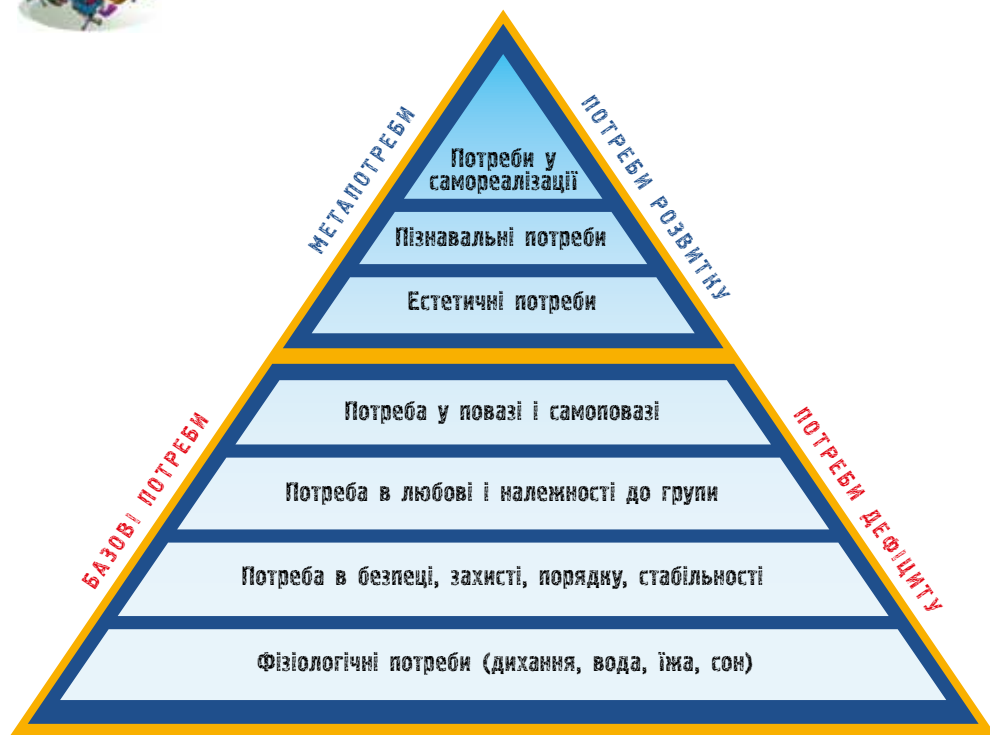 МЕТАПОТРЕБИ
ПОТРЕБИ РОЗВИТКУ
Потреби у
самореалізації
Пізнавальні потреби
Естетичні потреби
БАЗОВІ ПОТРЕБИ
ПОТРЕБИ ДЕФІЦИТУ
Потреба у повазі і самоповазі
Потреба в любові і належності до групи
Потреба в безпеці, захисті, порядку, стабільності
Фізіологічні потреби (дихання, вода, їжа, сон)